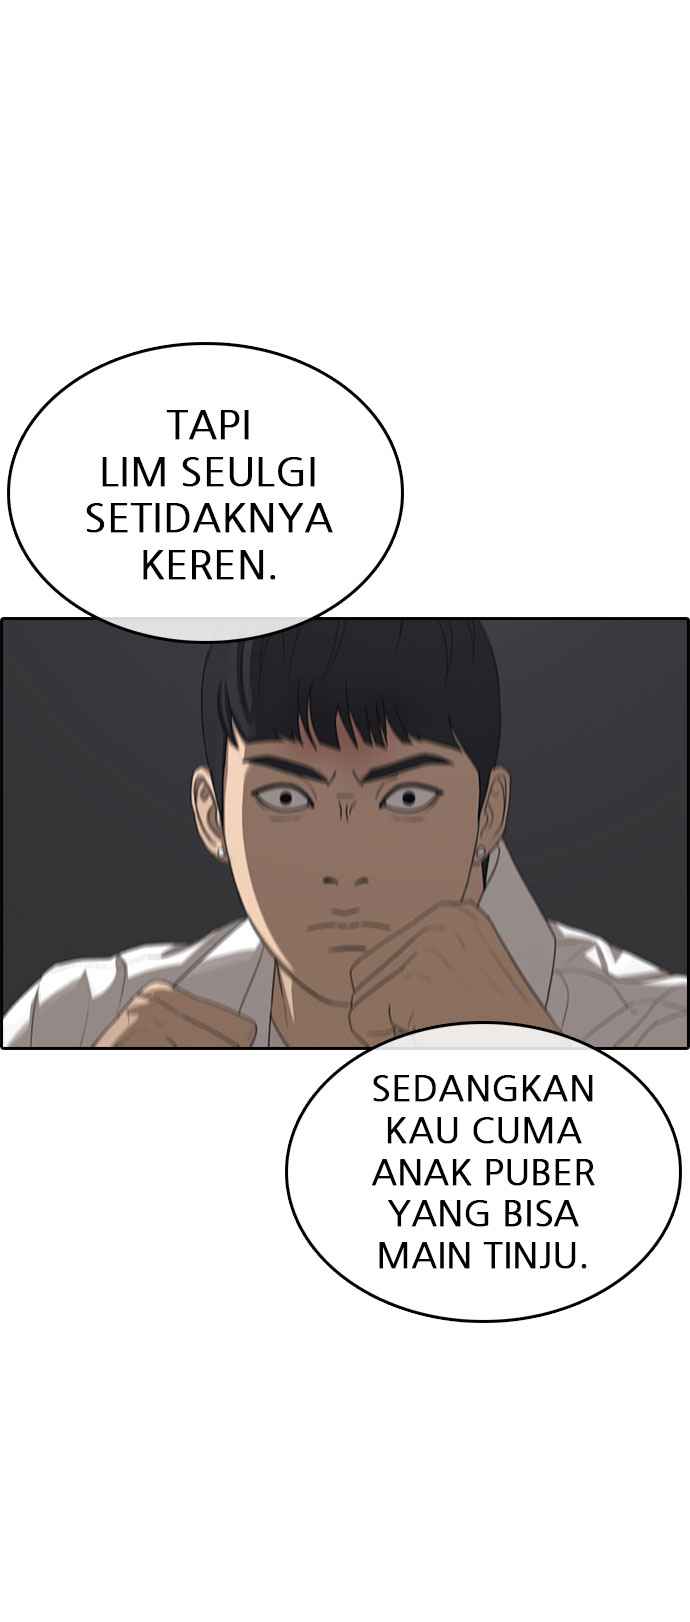 TAPI
LIM SEULGI
SETIDAKNYA
KEREN.
SEDANGKAN
KAU CUMA
ANAK PUBER
YANG BISA
MAIN TINJU.